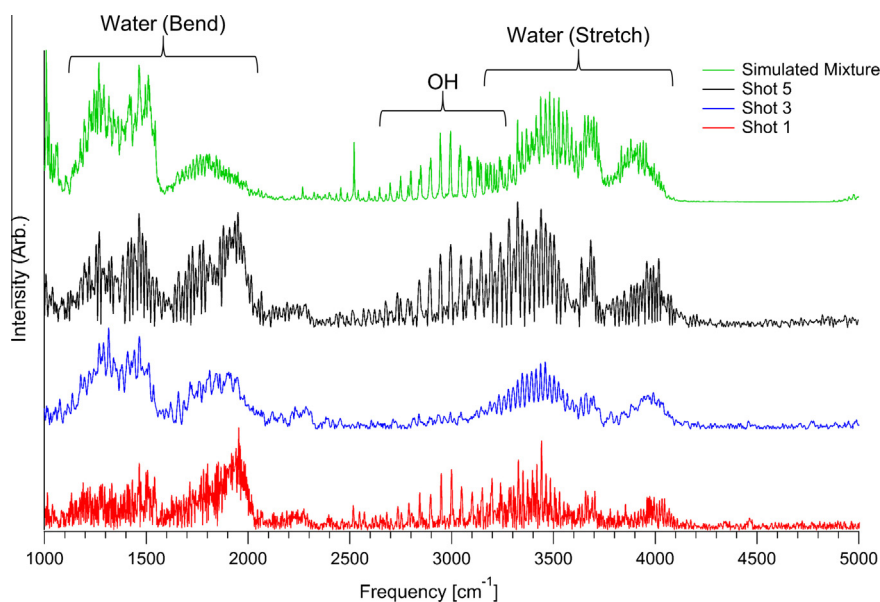 Water (Bend)
OH
Water (Stretch)
Simulated Mixture
Shot 5
Shot 3
Shot 1
Intensity (Arb.)
1000 1500 2000 2500 3000 3500 4000 4500 5000
Frequency [cm⁻¹]